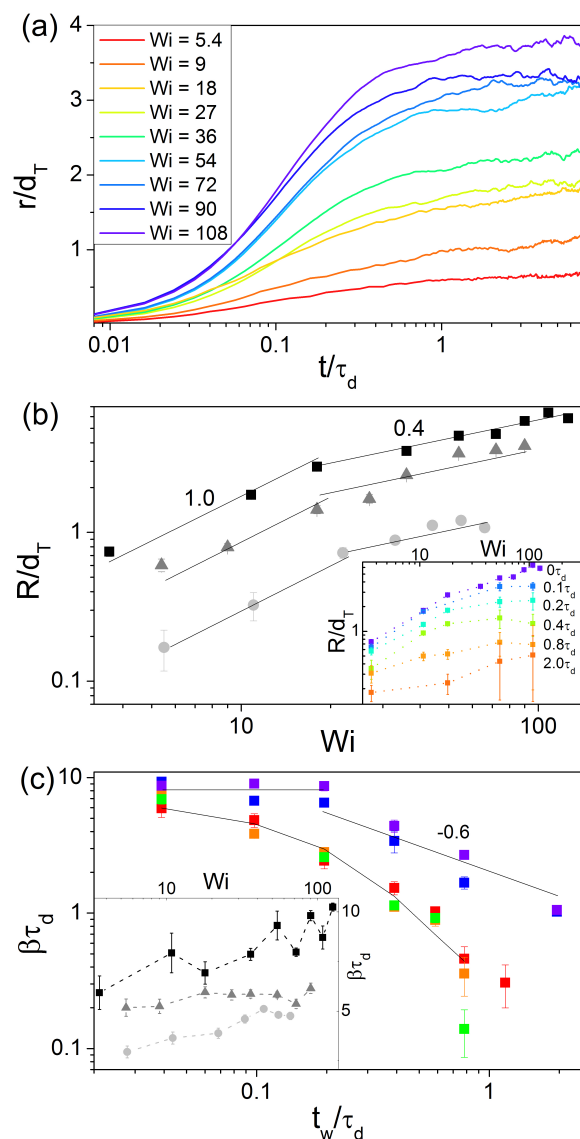 (a)
4
3
2
1
r/d_T
Wi = 5.4
Wi = 9
Wi = 18
Wi = 27
Wi = 36
Wi = 54
Wi = 72
Wi = 90
Wi = 108
0.01 0.1 1
t/τ_d
(b)
1
0.1
R/d_T
1.0
0.4
10 100
Wi
Wi
10 100
R/d_T
1
0τ_d
0.1τ_d
0.2τ_d
0.4τ_d
0.8τ_d
2.0τ_d
(c)
10
1
0.1
βτ_d
-0.6
Wi
10 100
10
5
βτ_d
0.1 1
t_w/τ_d